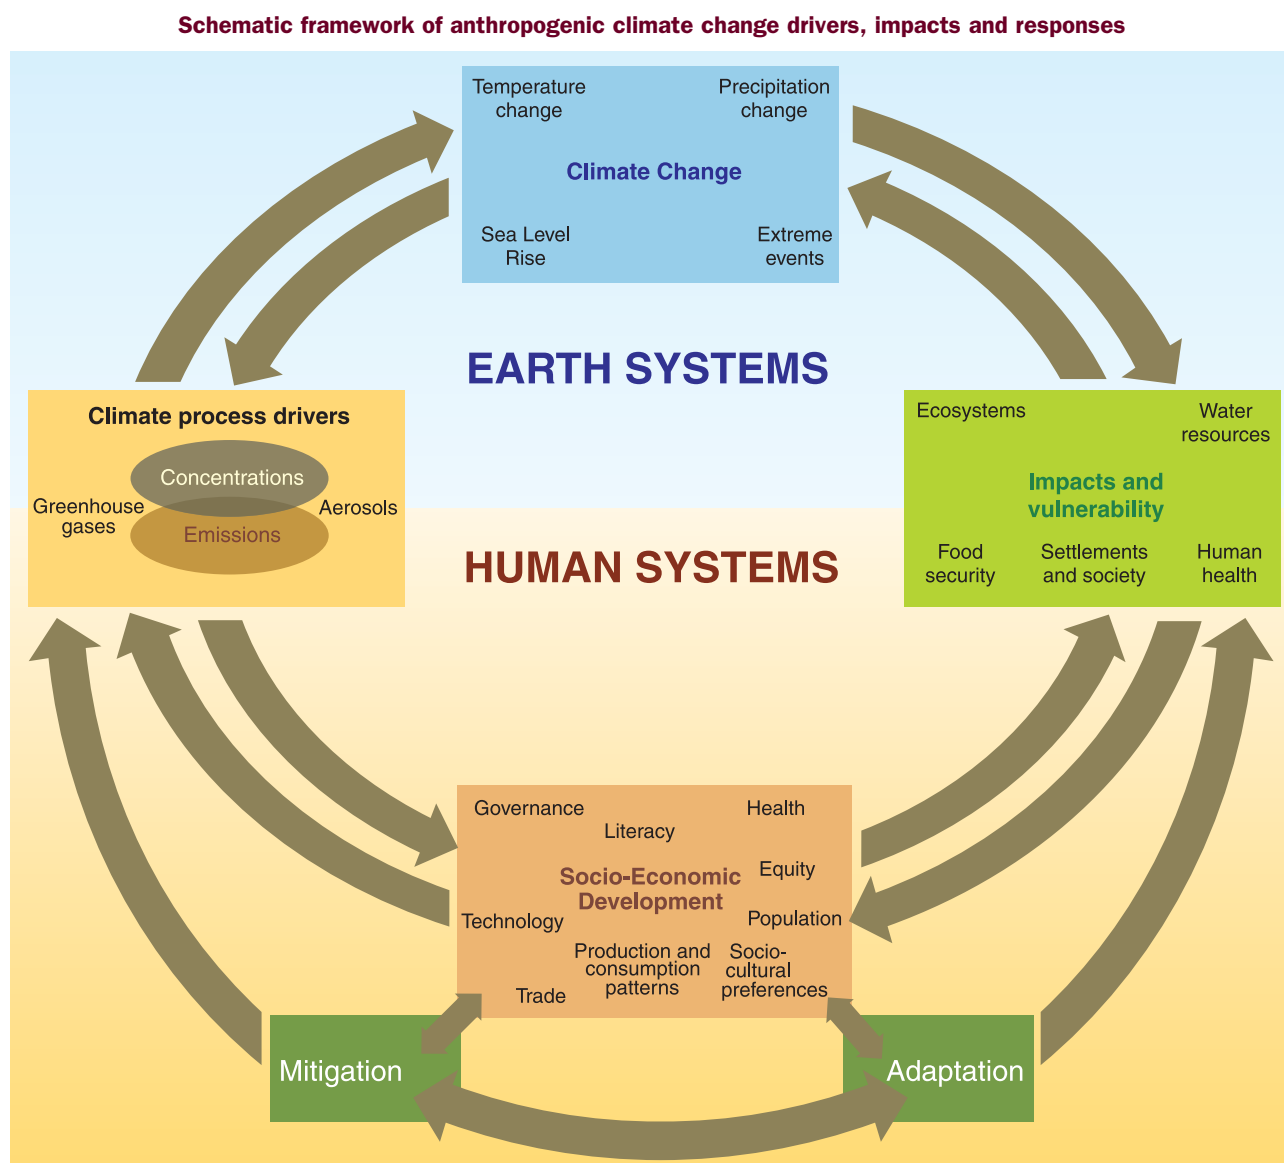 Schematic framework of anthropogenic climate change drivers, impacts and responses
Temperature
change
Precipitation
change
Climate Change
Sea Level
Rise
Extreme
events
EARTH SYSTEMS
Climate process drivers
Concentrations
Greenhouse
gases
Aerosols
Emissions
Ecosystems
Water
resources
Impacts and
vulnerability
Food
security
Settlements
and society
Human
health
HUMAN SYSTEMS
Governance
Literacy
Health
Socio-Economic
Development
Equity
Technology
Population
Production and
consumption
patterns
Socio-
cultural
preferences
Trade
Mitigation
Adaptation